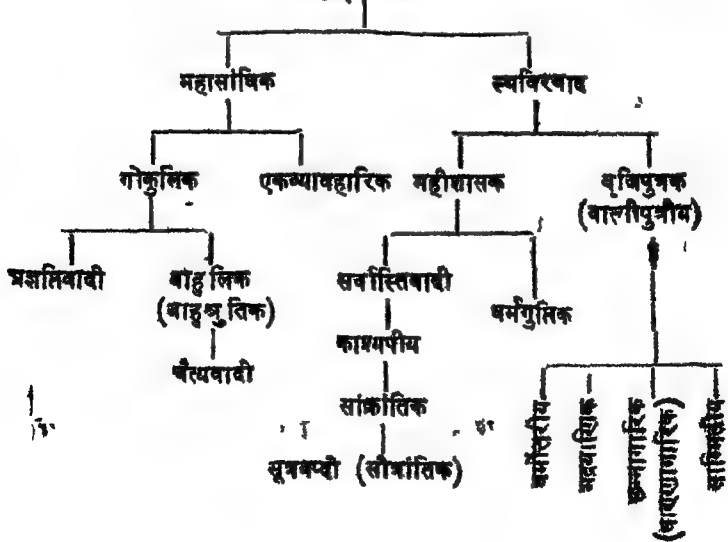 महासांघिक स्थविरवाद
गोकुलिक एकव्यावहारिक महीशासक वृजिपुत्रक
(वात्सीपुत्रीय)
प्रज्ञप्तिवादी बाहुलिक सर्वास्तिवादी
(बाहुश्रुतिक) धर्मगुप्तिक
काश्यपीय
चैत्यवादी
सांक्रांतिक
सूत्रवादी (सौत्रांतिक)
धर्मोत्तरीय
भद्रयाणिक
छन्नागारिक
साम्मितीय